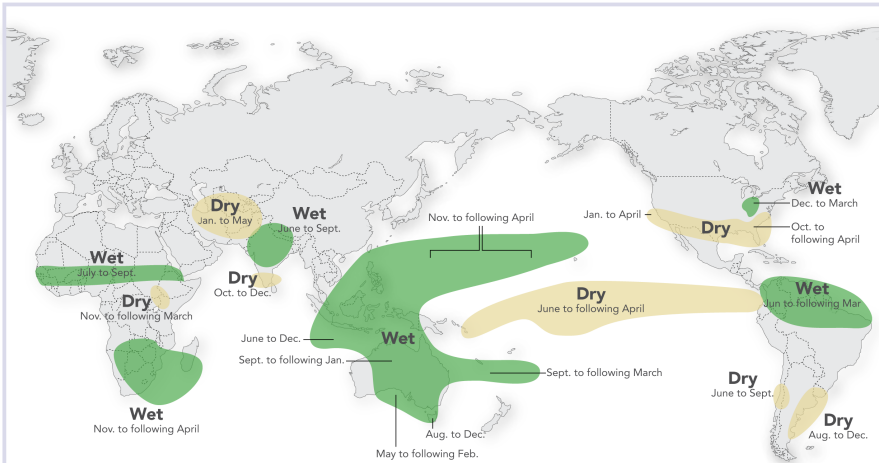 Wet
Dec. to March
Jan. to April
Dry
Oct. to
following April
Nov. to following April
Dry
Jan. to May
Wet
June to Sept.
Wet
July to Sept.
Dry
Oct. to Dec.
Dry
Nov. to following March
Dry
June to following April
Wet
Jun to following Mar
June to Dec.
Wet
Sept. to following Jan.
Sept. to following March
Dry
June to Sept.
Wet
Nov. to following April
Aug. to Dec.
May to following Feb.
Dry
Aug. to Dec.